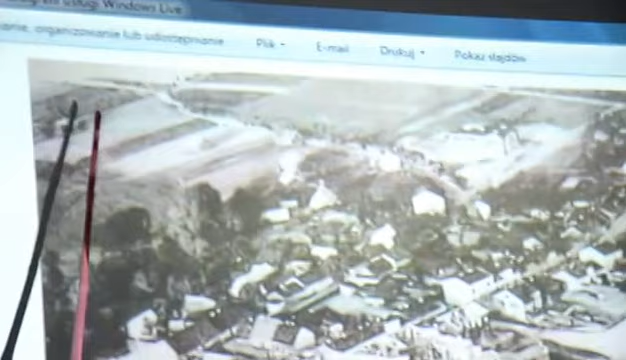 usługi Windows Live
organizowanie lub udostępnianie Plik E-mail Drukuj Pokaz slajdów